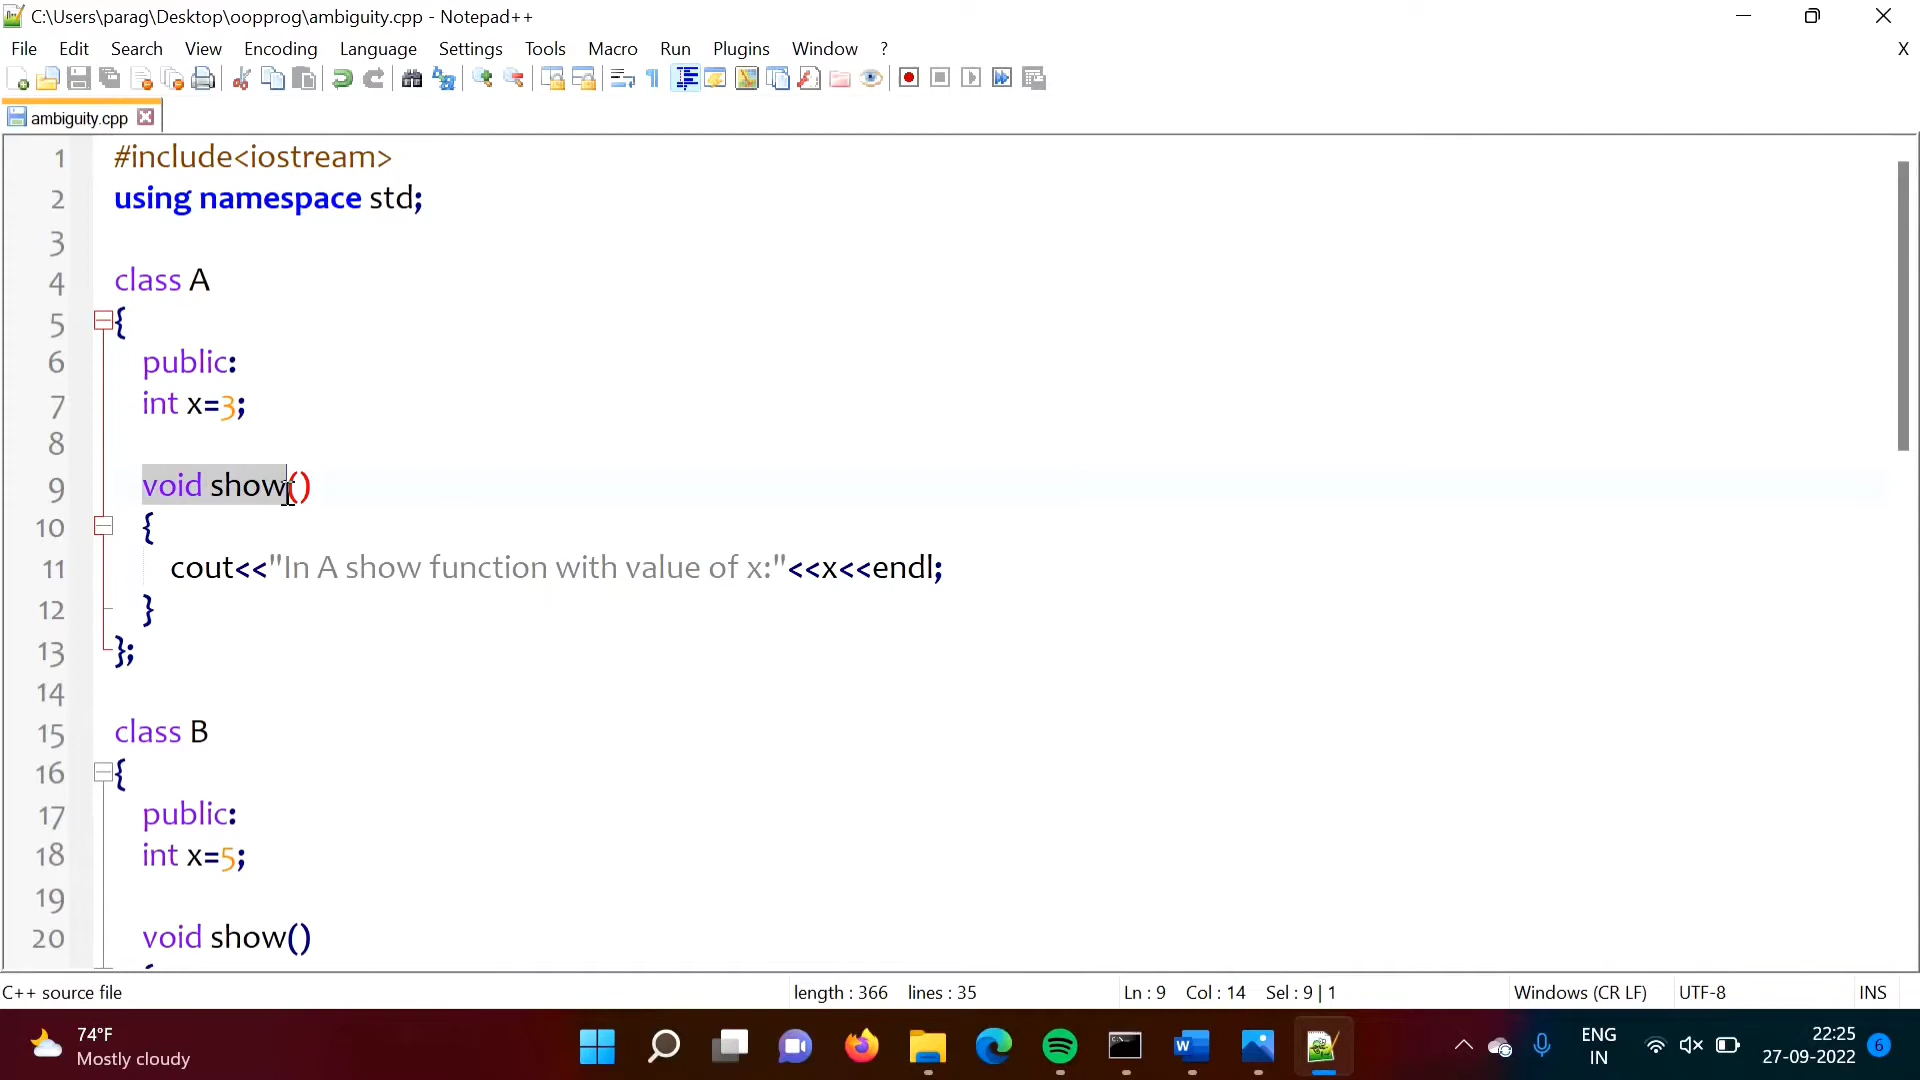 C:\Users\parag\Desktop\oopprog\ambiguity.cpp - Notepad++
File Edit Search View Encoding Language Settings Tools Macro Run Plugins Window ? X
ambiguity.cpp
1 #include<iostream>
2 using namespace std;
3
4 class A
5 {
6 public:
7 int x=3;
8
9 void show()
10 {
11 cout<<"In A show function with value of x:"<<x<<endl;
12 }
13 };
14
15 class B
16 {
17 public:
18 int x=5;
19
20 void show()
{
C++ source file length : 366 lines : 35 Ln : 9 Col : 14 Sel : 9 | 1 Windows (CR LF) UTF-8 INS
74°F
Mostly cloudy
ENG
IN
22:25
27-09-2022
6